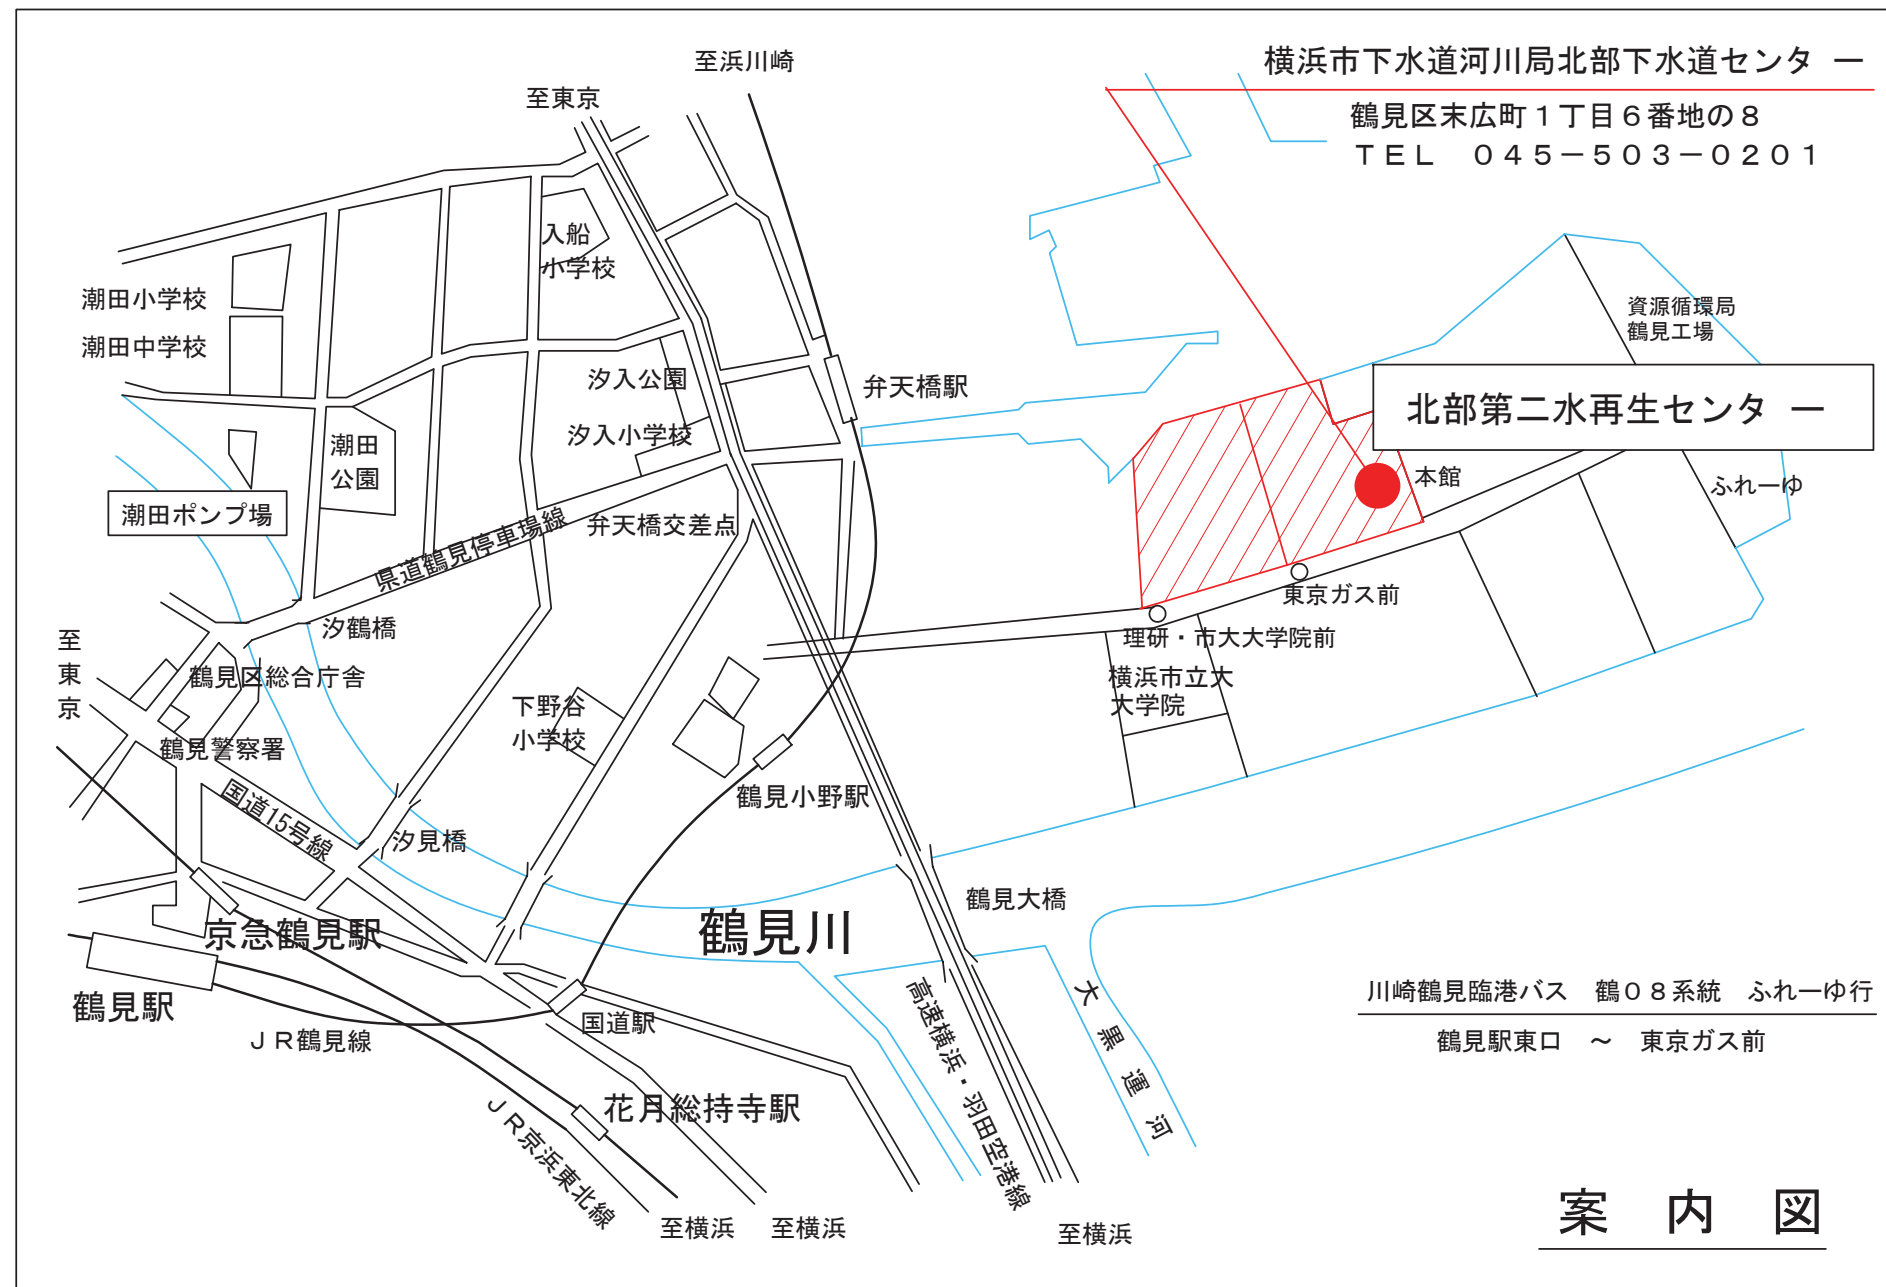 至浜川崎
至東京
横浜市下水道河川局北部下水道センター
鶴見区末広町１丁目６番地の８
ＴＥＬ　０４５－５０３－０２０１
入船
小学校
潮田小学校
潮田中学校
資源循環局
鶴見工場
汐入公園
弁天橋駅
北部第二水再生センター
汐入小学校
潮田
公園
本館
ふれーゆ
潮田ポンプ場
県道鶴見停車場線
弁天橋交差点
東京ガス前
汐鶴橋
理研・市大大学院前
至東京
鶴見区総合庁舎
横浜市立大
大学院
下野谷
小学校
鶴見警察署
国道15号線
鶴見小野駅
汐見橋
鶴見大橋
鶴見川
京急鶴見駅
鶴見駅
高速横浜・羽田空港線
大黒運河
川崎鶴見臨港バス　鶴０８系統　ふれーゆ行
鶴見駅東口　～　東京ガス前
国道駅
ＪＲ鶴見線
花月総持寺駅
ＪＲ京浜東北線
至横浜
至横浜
至横浜
案　内　図